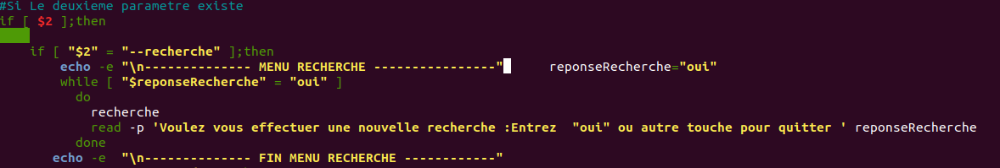 #Si Le deuxieme parametre existe
if [ $2 ];then
if [ "$2" = "--recherche" ];then
echo -e "\n-------------- MENU RECHERCHE ----------------" reponseRecherche="oui"
while [ "$reponseRecherche" = "oui" ]
do
recherche
read -p 'Voulez vous effectuer une nouvelle recherche :Entrez  "oui" ou autre touche pour quitter ' reponseRecherche
done
echo -e  "\n-------------- FIN MENU RECHERCHE ------------"